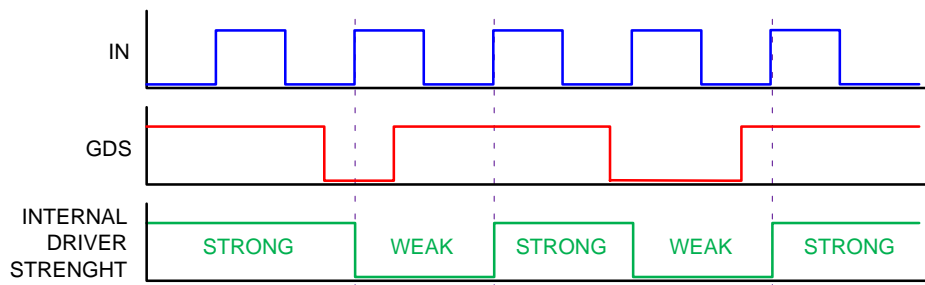 IN
GDS
INTERNAL
DRIVER
STRENGHT
STRONG WEAK STRONG WEAK STRONG